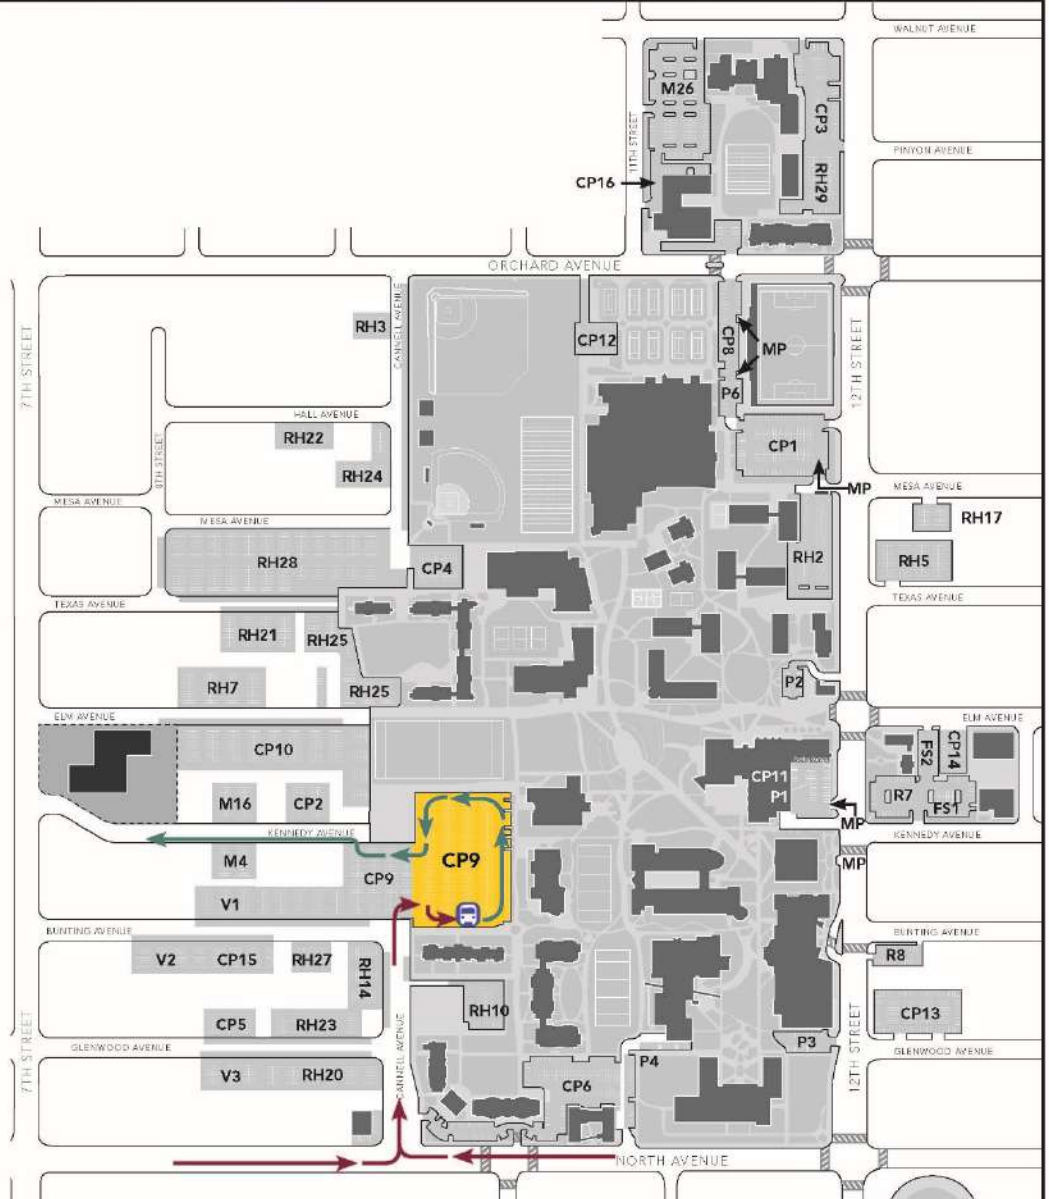 WALNUT AVENUE
M26
CP3
11TH STREET
PINYON AVENUE
CP16
RH29
ORCHARD AVENUE
RH3
CANNELL AVENUE
CP12
CP8
MP
7TH STREET
12TH STREET
P6
HALL AVENUE
RH22
CP1
8TH STREET
RH24
MP
MESA AVENUE
MESA AVENUE
MESA AVENUE
RH17
RH28
CP4
RH2
RH5
TEXAS AVENUE
TEXAS AVENUE
RH21
RH25
P2
RH7
RH25
ELM AVENUE
ELM AVENUE
CP10
FS2
CP14
CP11
P1
M16
CP2
R7
FS1
MP
KENNEDY AVENUE
KENNEDY AVENUE
M4
CP9
CP9
MP
V1
BUNTING AVENUE
BUNTING AVENUE
V2
CP15
RH27
RH14
R8
RH10
CP5
RH23
CP13
7TH STREET
CANNELL AVENUE
12TH STREET
P3
GLENWOOD AVENUE
GLENWOOD AVENUE
P4
V3
RH20
CP6
NORTH AVENUE